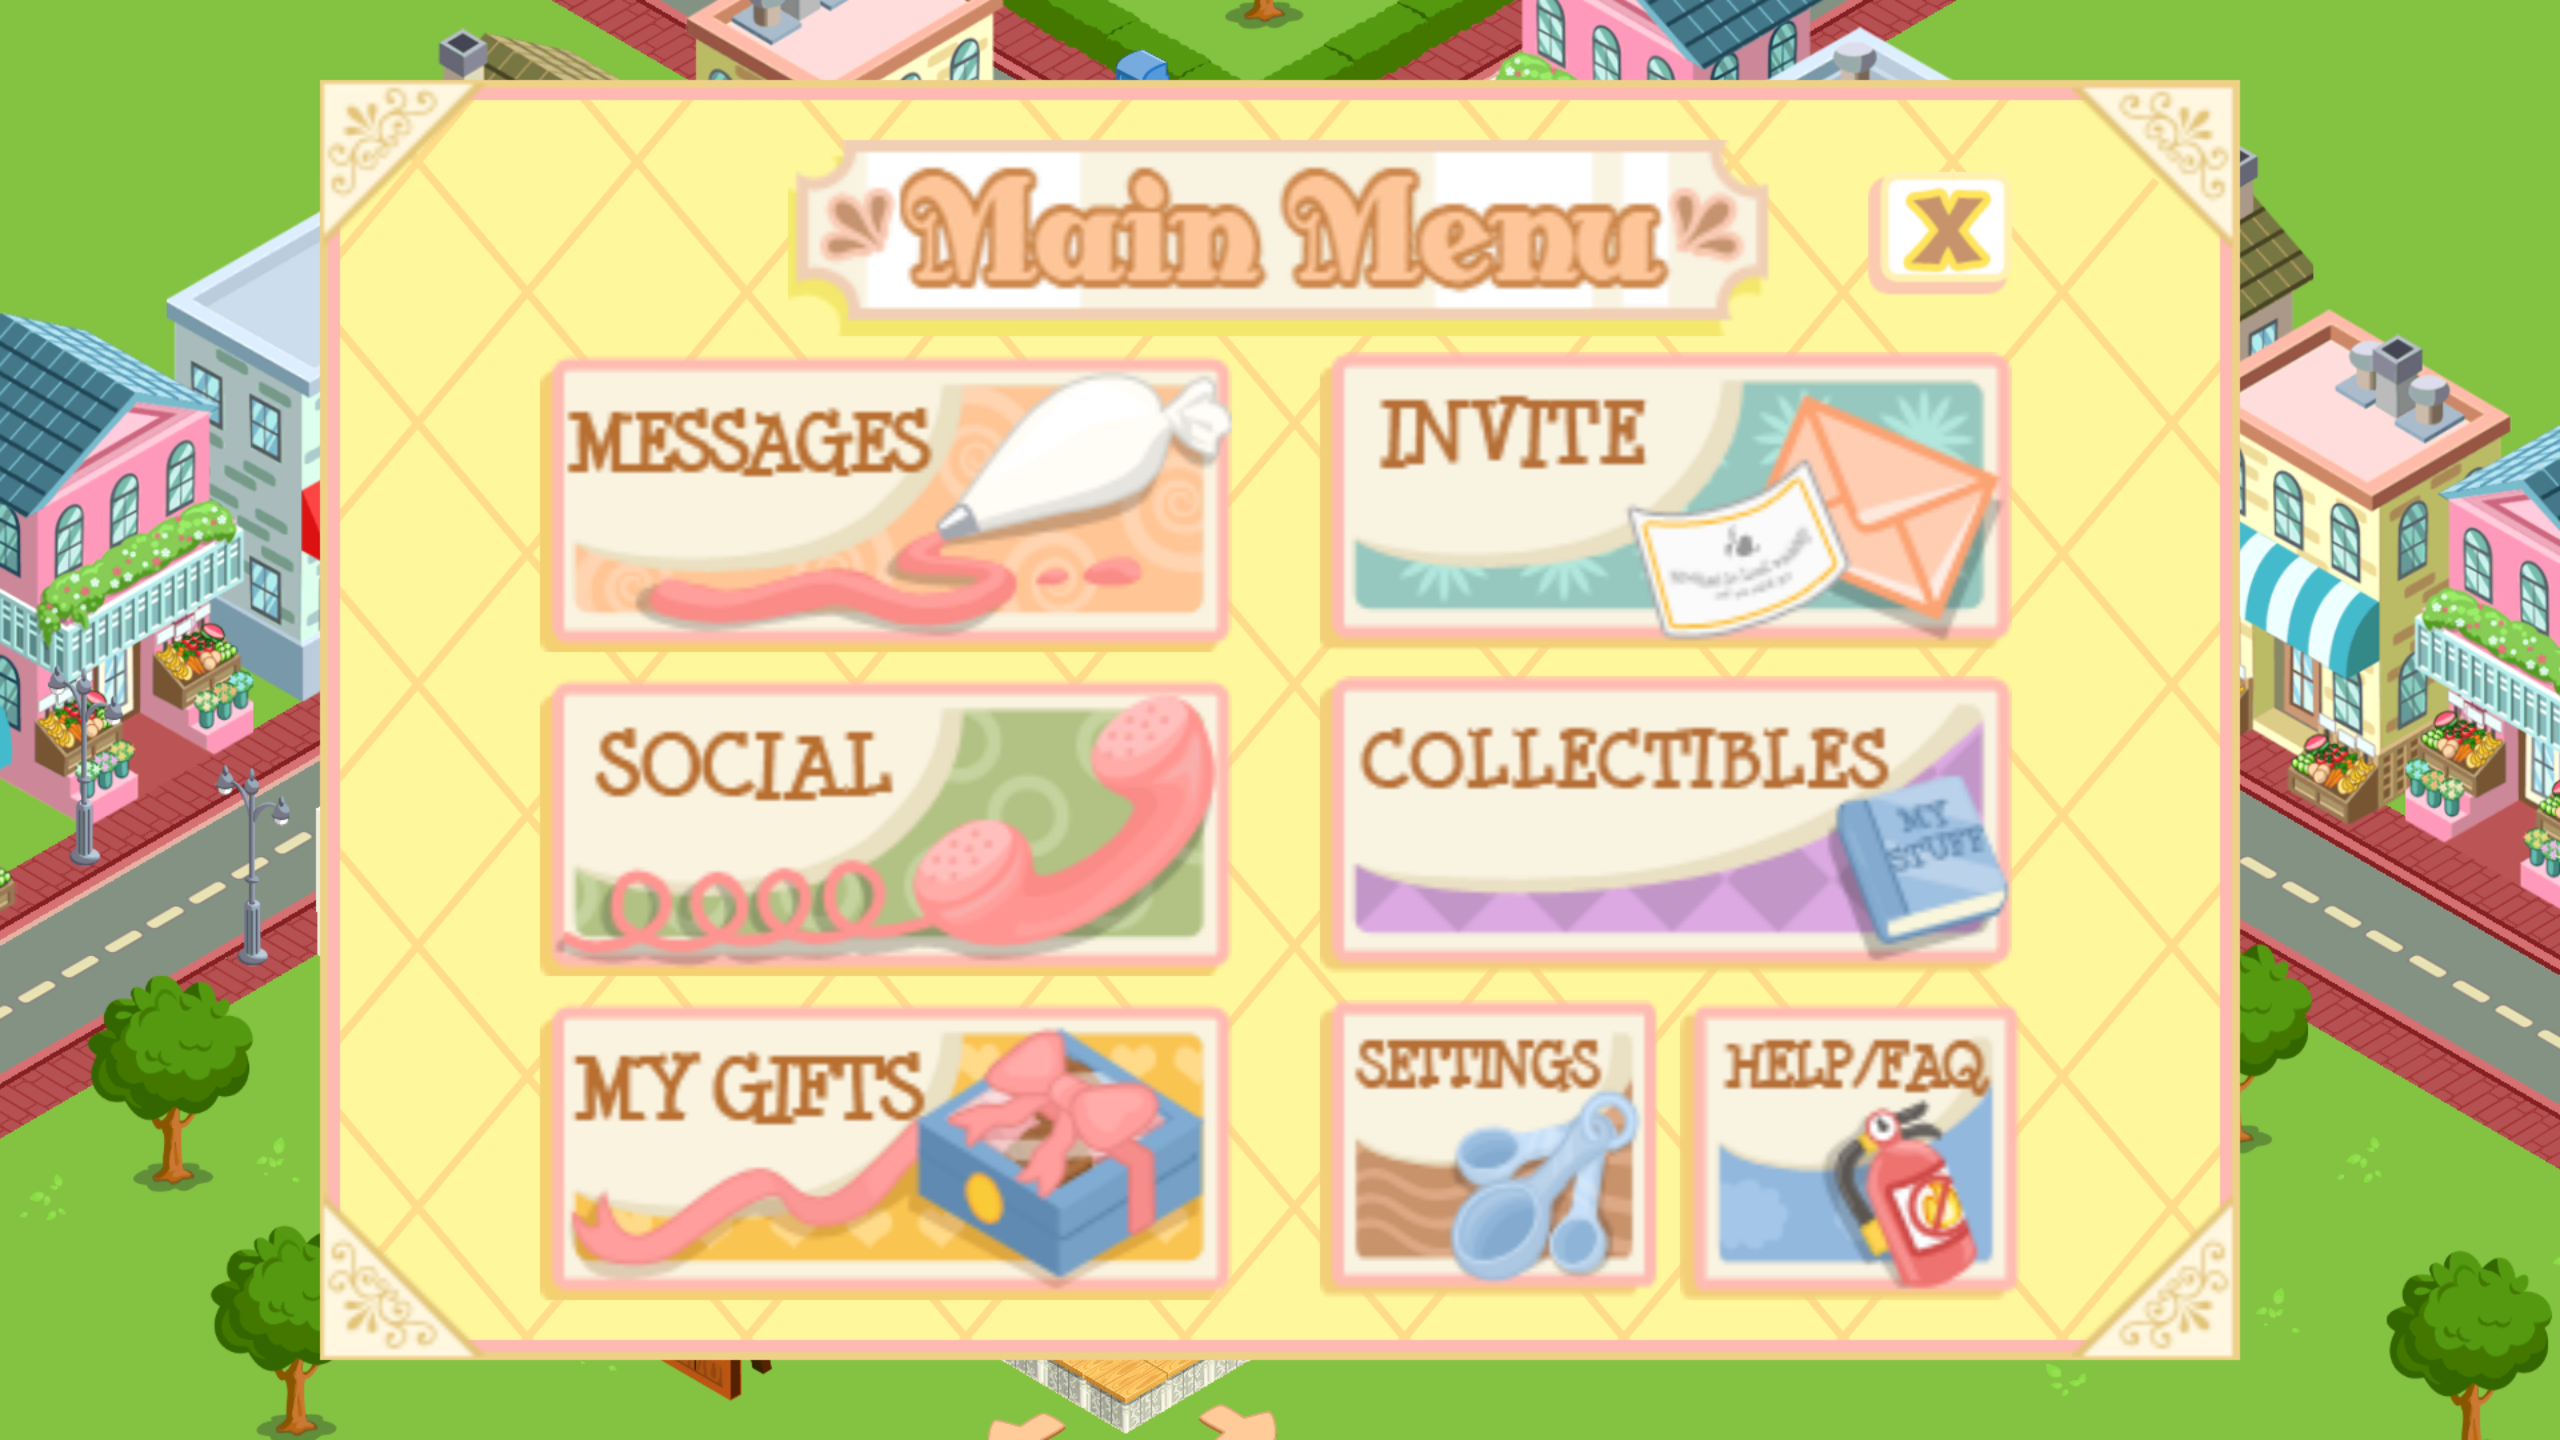 Main Menu
X
MESSAGES
INVITE
SOCIAL
COLLECTIBLES
MY
STUFF
MY GIFTS
SETTINGS
HELP/FAQ